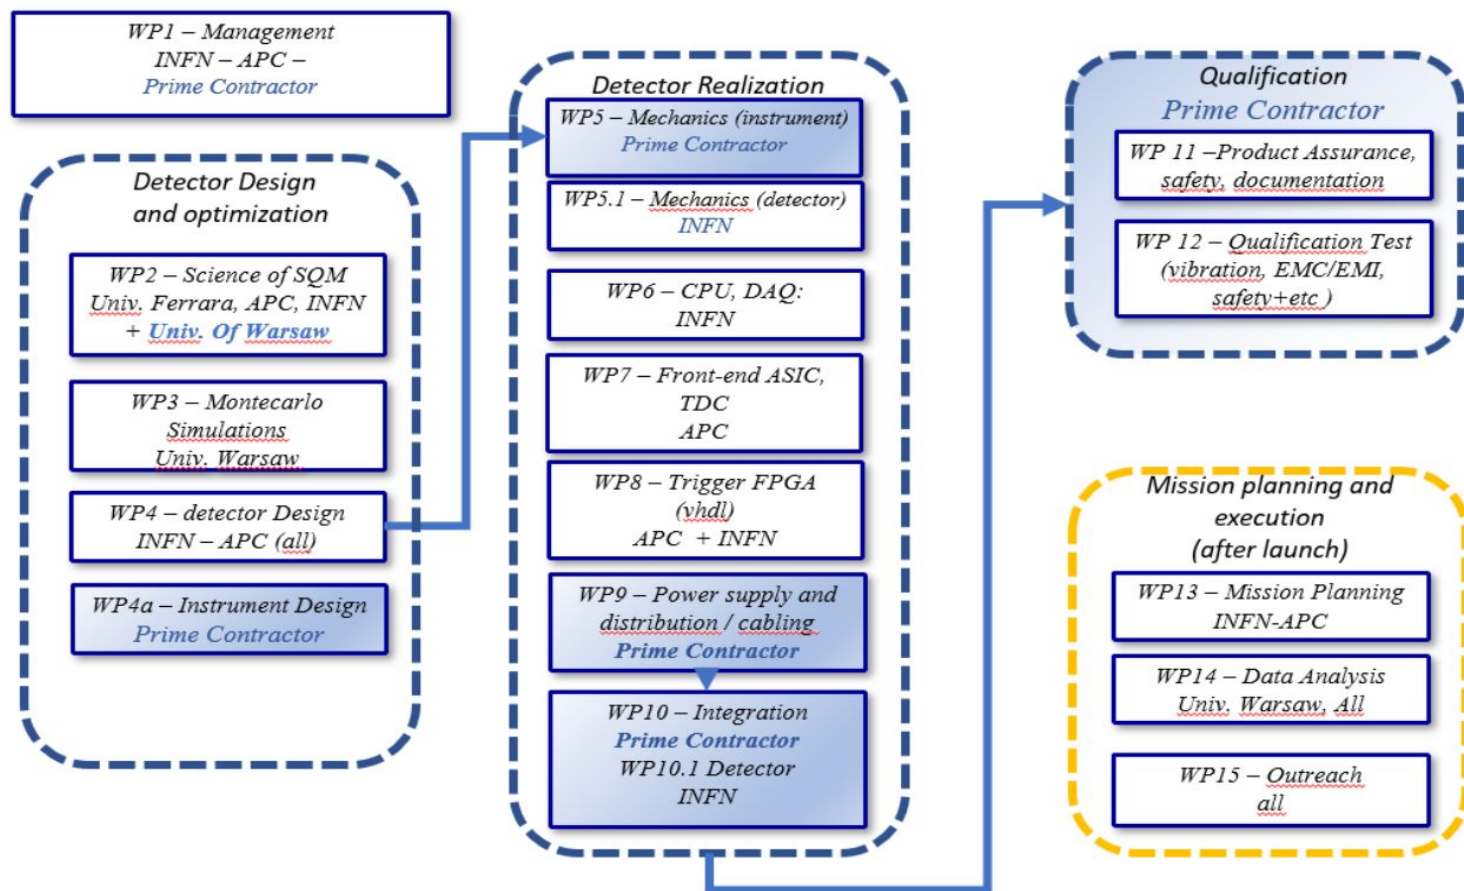 WP1 – Management
INFN – APC –
Prime Contractor
Detector Design
and optimization
WP2 – Science of SQM
Univ. Ferrara, APC, INFN
+ Univ. Of Warsaw
WP3 – Montecarlo
Simulations
Univ. Warsaw
WP4 – detector Design
INFN – APC (all)
WP4a – Instrument Design
Prime Contractor
Detector Realization
WP5 – Mechanics (instrument)
Prime Contractor
WP5.1 – Mechanics (detector)
INFN
WP6 – CPU, DAQ:
INFN
WP7 – Front-end ASIC,
TDC
APC
WP8 – Trigger FPGA
(vhdl)
APC + INFN
WP9 – Power supply and
distribution / cabling
Prime Contractor
WP10 – Integration
Prime Contractor
WP10.1 Detector
INFN
Qualification
Prime Contractor
WP 11 –Product Assurance,
safety, documentation
WP 12 – Qualification Test
(vibration, EMC/EMI,
safety+etc )
Mission planning and
execution
(after launch)
WP13 – Mission Planning
INFN-APC
WP14 – Data Analysis
Univ. Warsaw, All
WP15 – Outreach
all